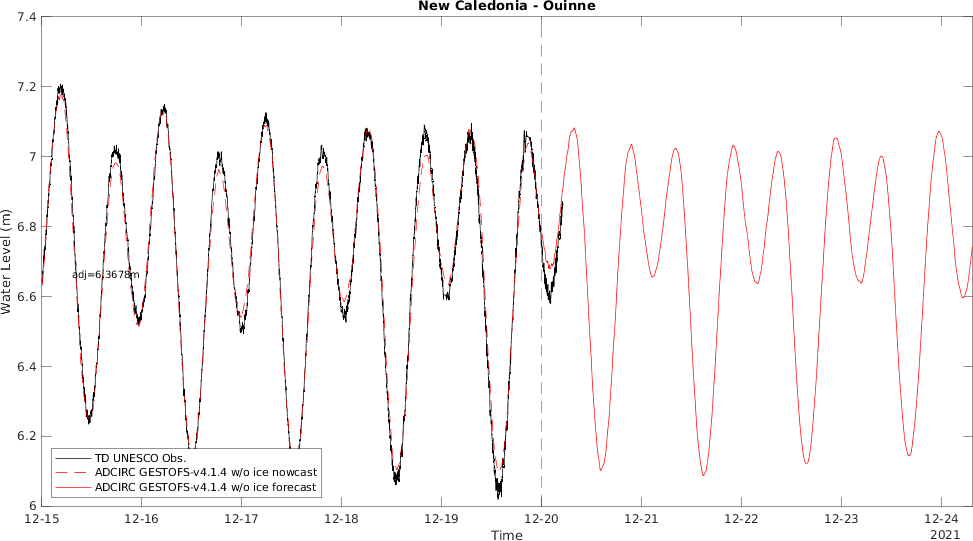 New Caledonia - Ouinne
7.4
7.2
7
6.8
6.6
6.4
6.2
6
Water Level (m)
adj=6.3678m
TD UNESCO Obs.
ADCIRC GESTOFS-v4.1.4 w/o ice nowcast
ADCIRC GESTOFS-v4.1.4 w/o ice forecast
12-15 12-16 12-17 12-18 12-19 12-20 12-21 12-22 12-23 12-24
2021
Time